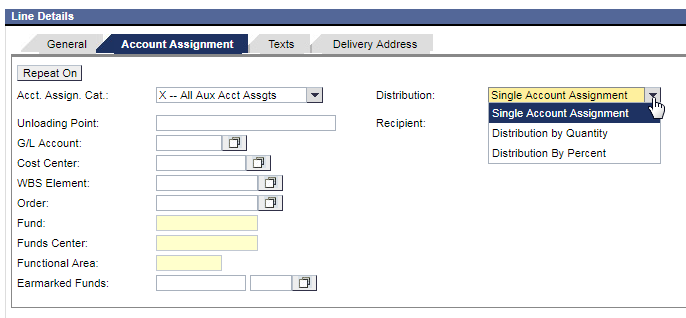 Line Details
General Account Assignment Texts Delivery Address
Repeat On
Acct. Assign. Cat.: X -- All Aux Acct Assgts Distribution: Single Account Assignment
Single Account Assignment
Unloading Point: Recipient:
Distribution by Quantity
G/L Account:
Distribution By Percent
Cost Center:
WBS Element:
Order:
Fund:
Funds Center:
Functional Area:
Earmarked Funds: